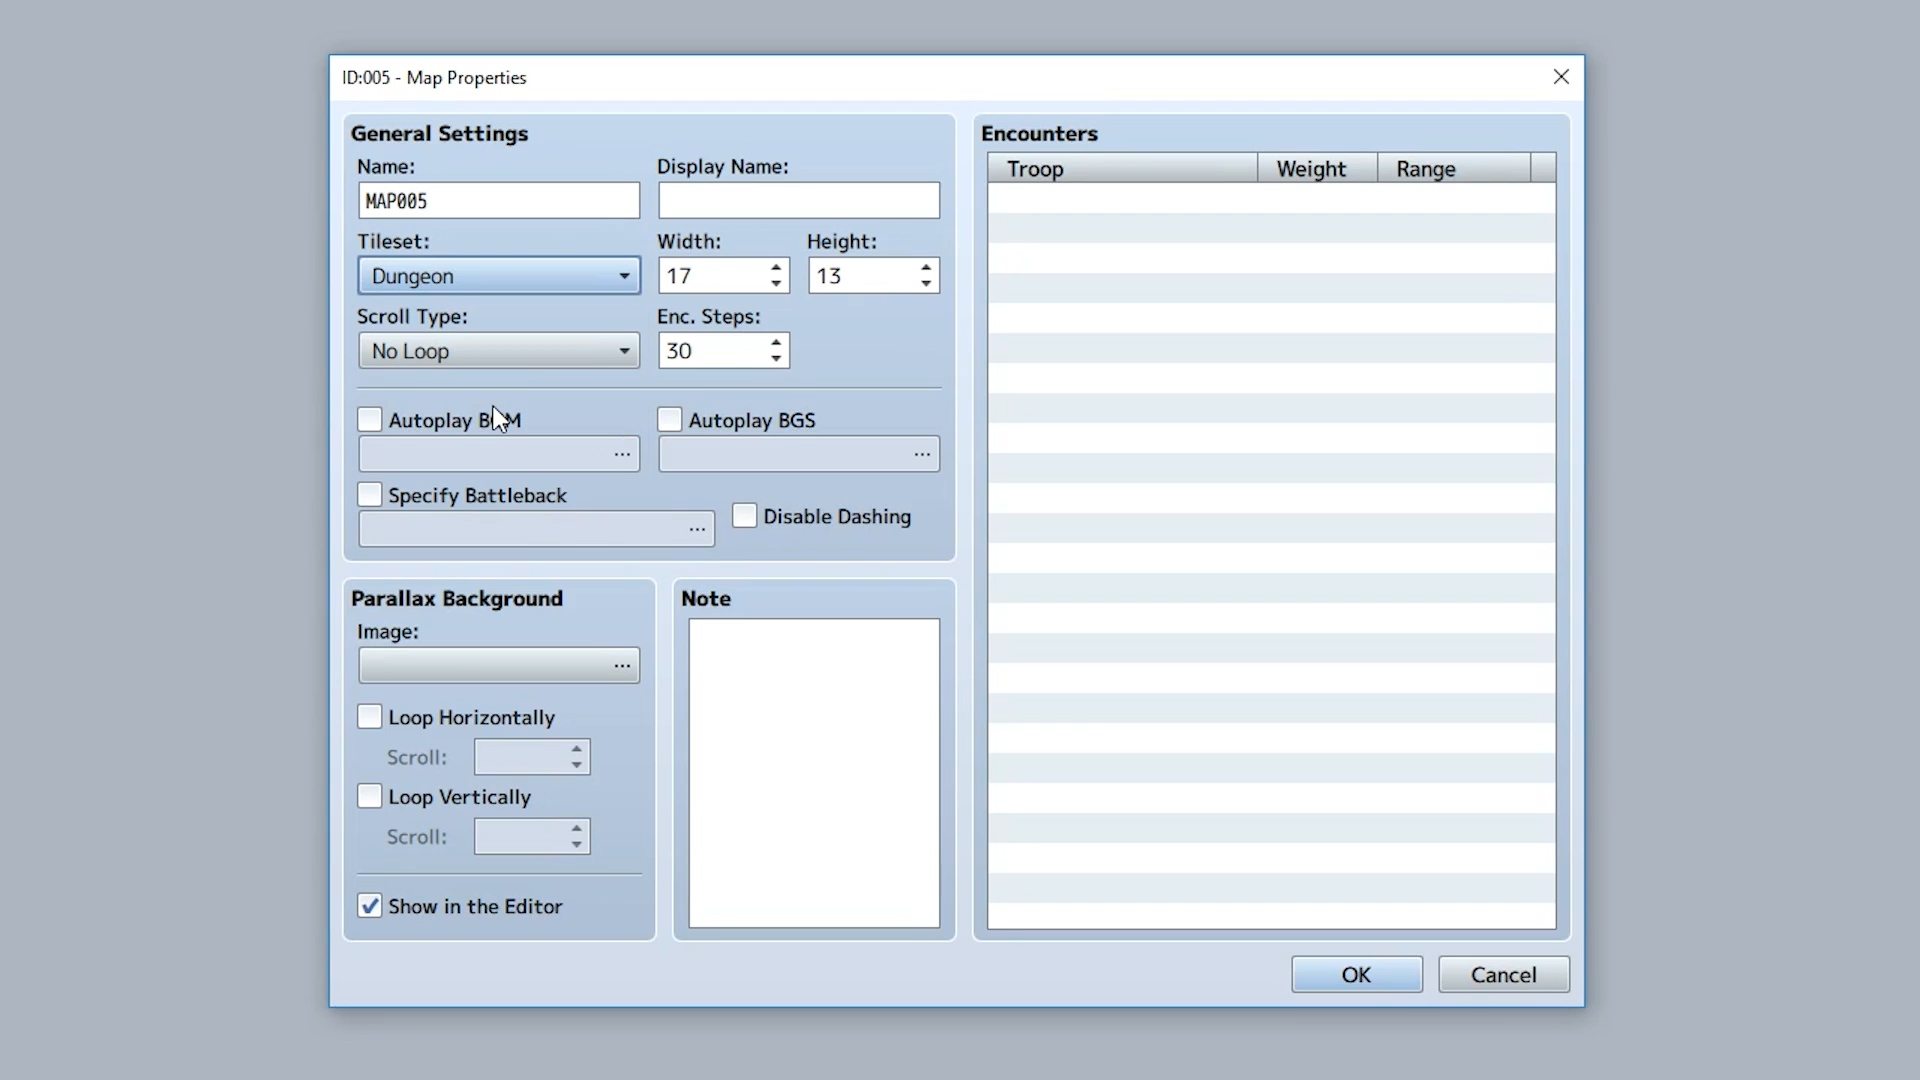 ID:005 - Map Properties
General Settings
Name:
Display Name:
MAP005
Tileset:
Width:
Height:
Dungeon
17
13
Scroll Type:
Enc. Steps:
No Loop
30
Autoplay BGM
Autoplay BGS
...
...
Specify Battleback
...
Disable Dashing
Parallax Background
Image:
...
Loop Horizontally
Scroll:
Loop Vertically
Scroll:
Show in the Editor
Note
Encounters
Troop
Weight
Range
OK
Cancel